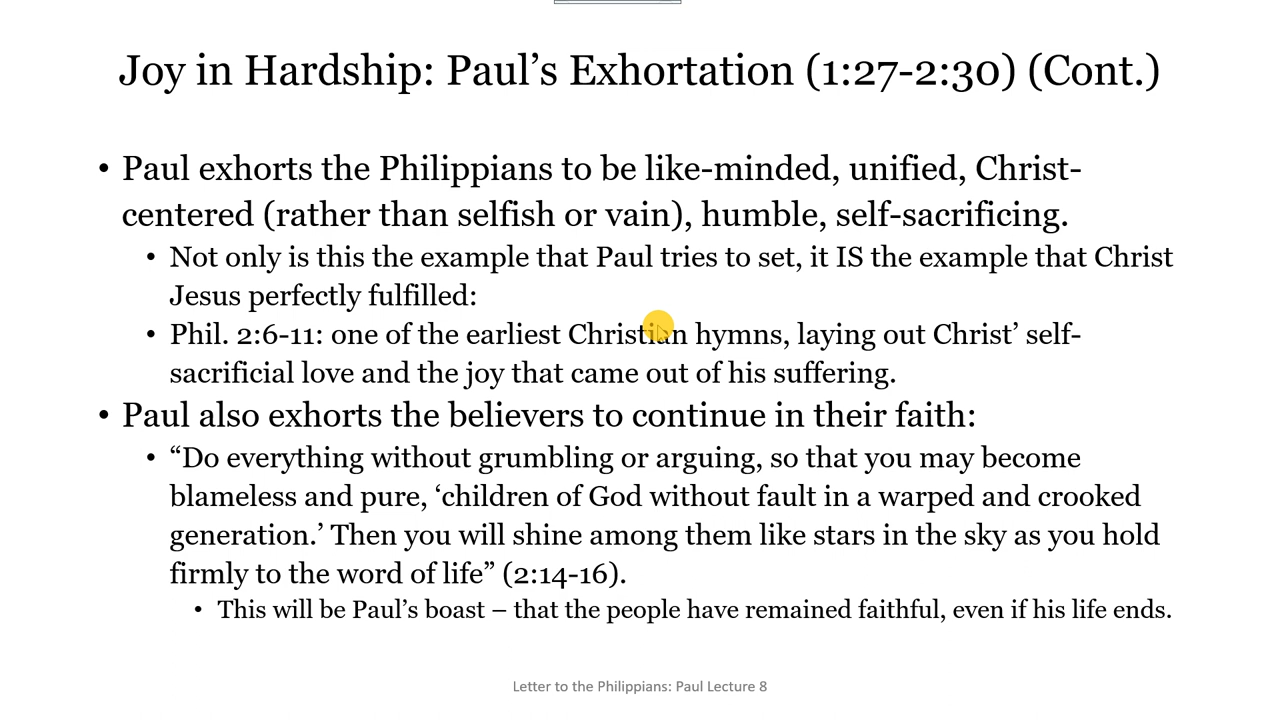 Joy in Hardship: Paul’s Exhortation (1:27-2:30) (Cont.)
• Paul exhorts the Philippians to be like-minded, unified, Christ-
centered (rather than selfish or vain), humble, self-sacrificing.
• Not only is this the example that Paul tries to set, it IS the example that Christ
Jesus perfectly fulfilled:
• Phil. 2:6-11: one of the earliest Christian hymns, laying out Christ’ self-
sacrificial love and the joy that came out of his suffering.
• Paul also exhorts the believers to continue in their faith:
• “Do everything without grumbling or arguing, so that you may become
blameless and pure, ‘children of God without fault in a warped and crooked
generation.’ Then you will shine among them like stars in the sky as you hold
firmly to the word of life” (2:14-16).
• This will be Paul’s boast – that the people have remained faithful, even if his life ends.
Letter to the Philippians: Paul Lecture 8